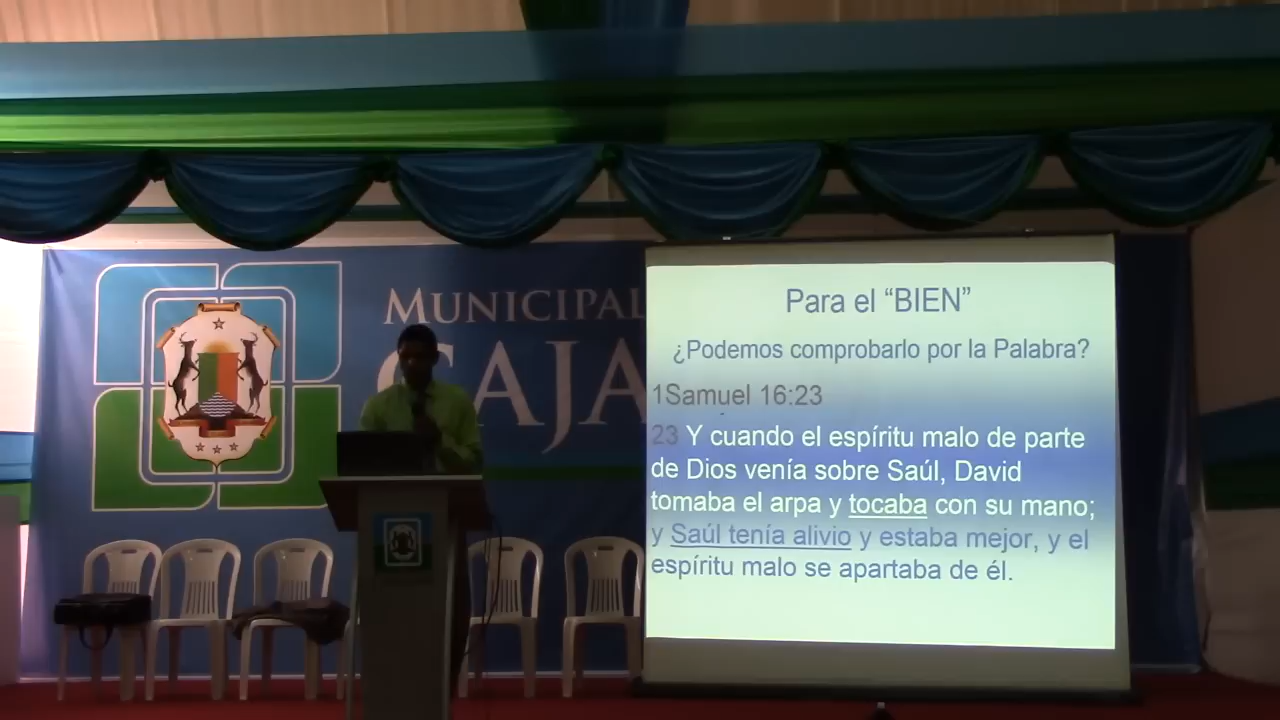 MUNICIPAL
CAJA
Para el “BIEN”
¿Podemos comprobarlo por la Palabra?
1Samuel 16:23
23 Y cuando el espíritu malo de parte
de Dios venía sobre Saúl, David
tomaba el arpa y tocaba con su mano;
y Saúl tenía alivio y estaba mejor, y el
espíritu malo se apartaba de él.